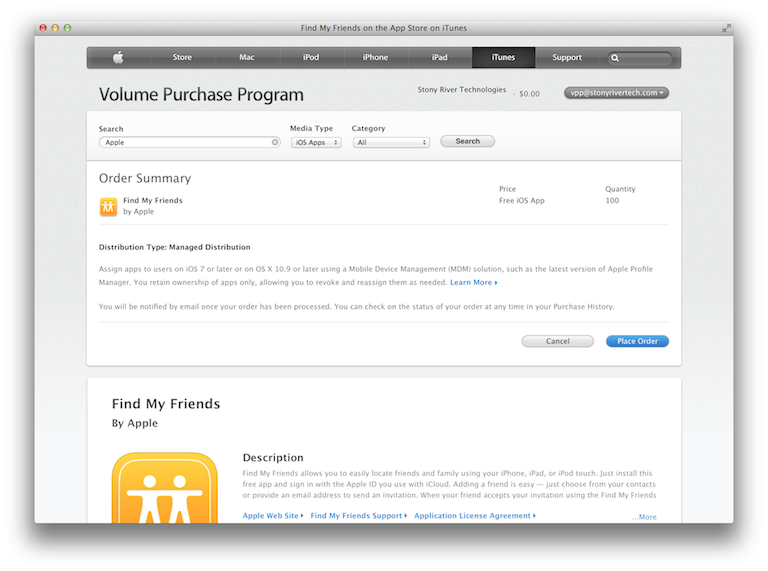 Find My Friends on the App Store on iTunes
Store Mac iPod iPhone iPad iTunes Support
Volume Purchase Program
Stony River Technologies - $0.00
vpp@stonyrivertech.com
Search Media Type Category
Apple iOS Apps All Search
Order Summary
Price Quantity
Find My Friends
Free iOS App 100
by Apple
Distribution Type: Managed Distribution
Assign apps to users on iOS 7 or later or on OS X 10.9 or later using a Mobile Device Management (MDM) solution, such as the latest version of Apple Profile
Manager. You retain ownership of apps only, allowing you to revoke and reassign them as needed. Learn More
You will be notified by email once your order has been processed. You can check on the status of your order at any time in your Purchase History.
Cancel Place Order
Find My Friends
By Apple
Description
Find My Friends allows you to easily locate friends and family using your iPhone, iPad, or iPod touch. Just install this
free app and sign in with the Apple ID you use with iCloud. Adding a friend is easy — just choose from your contacts
or provide an email address to send an invitation. When your friend accepts your invitation using the Find My Friends
Apple Web Site Find My Friends Support Application License Agreement ...More